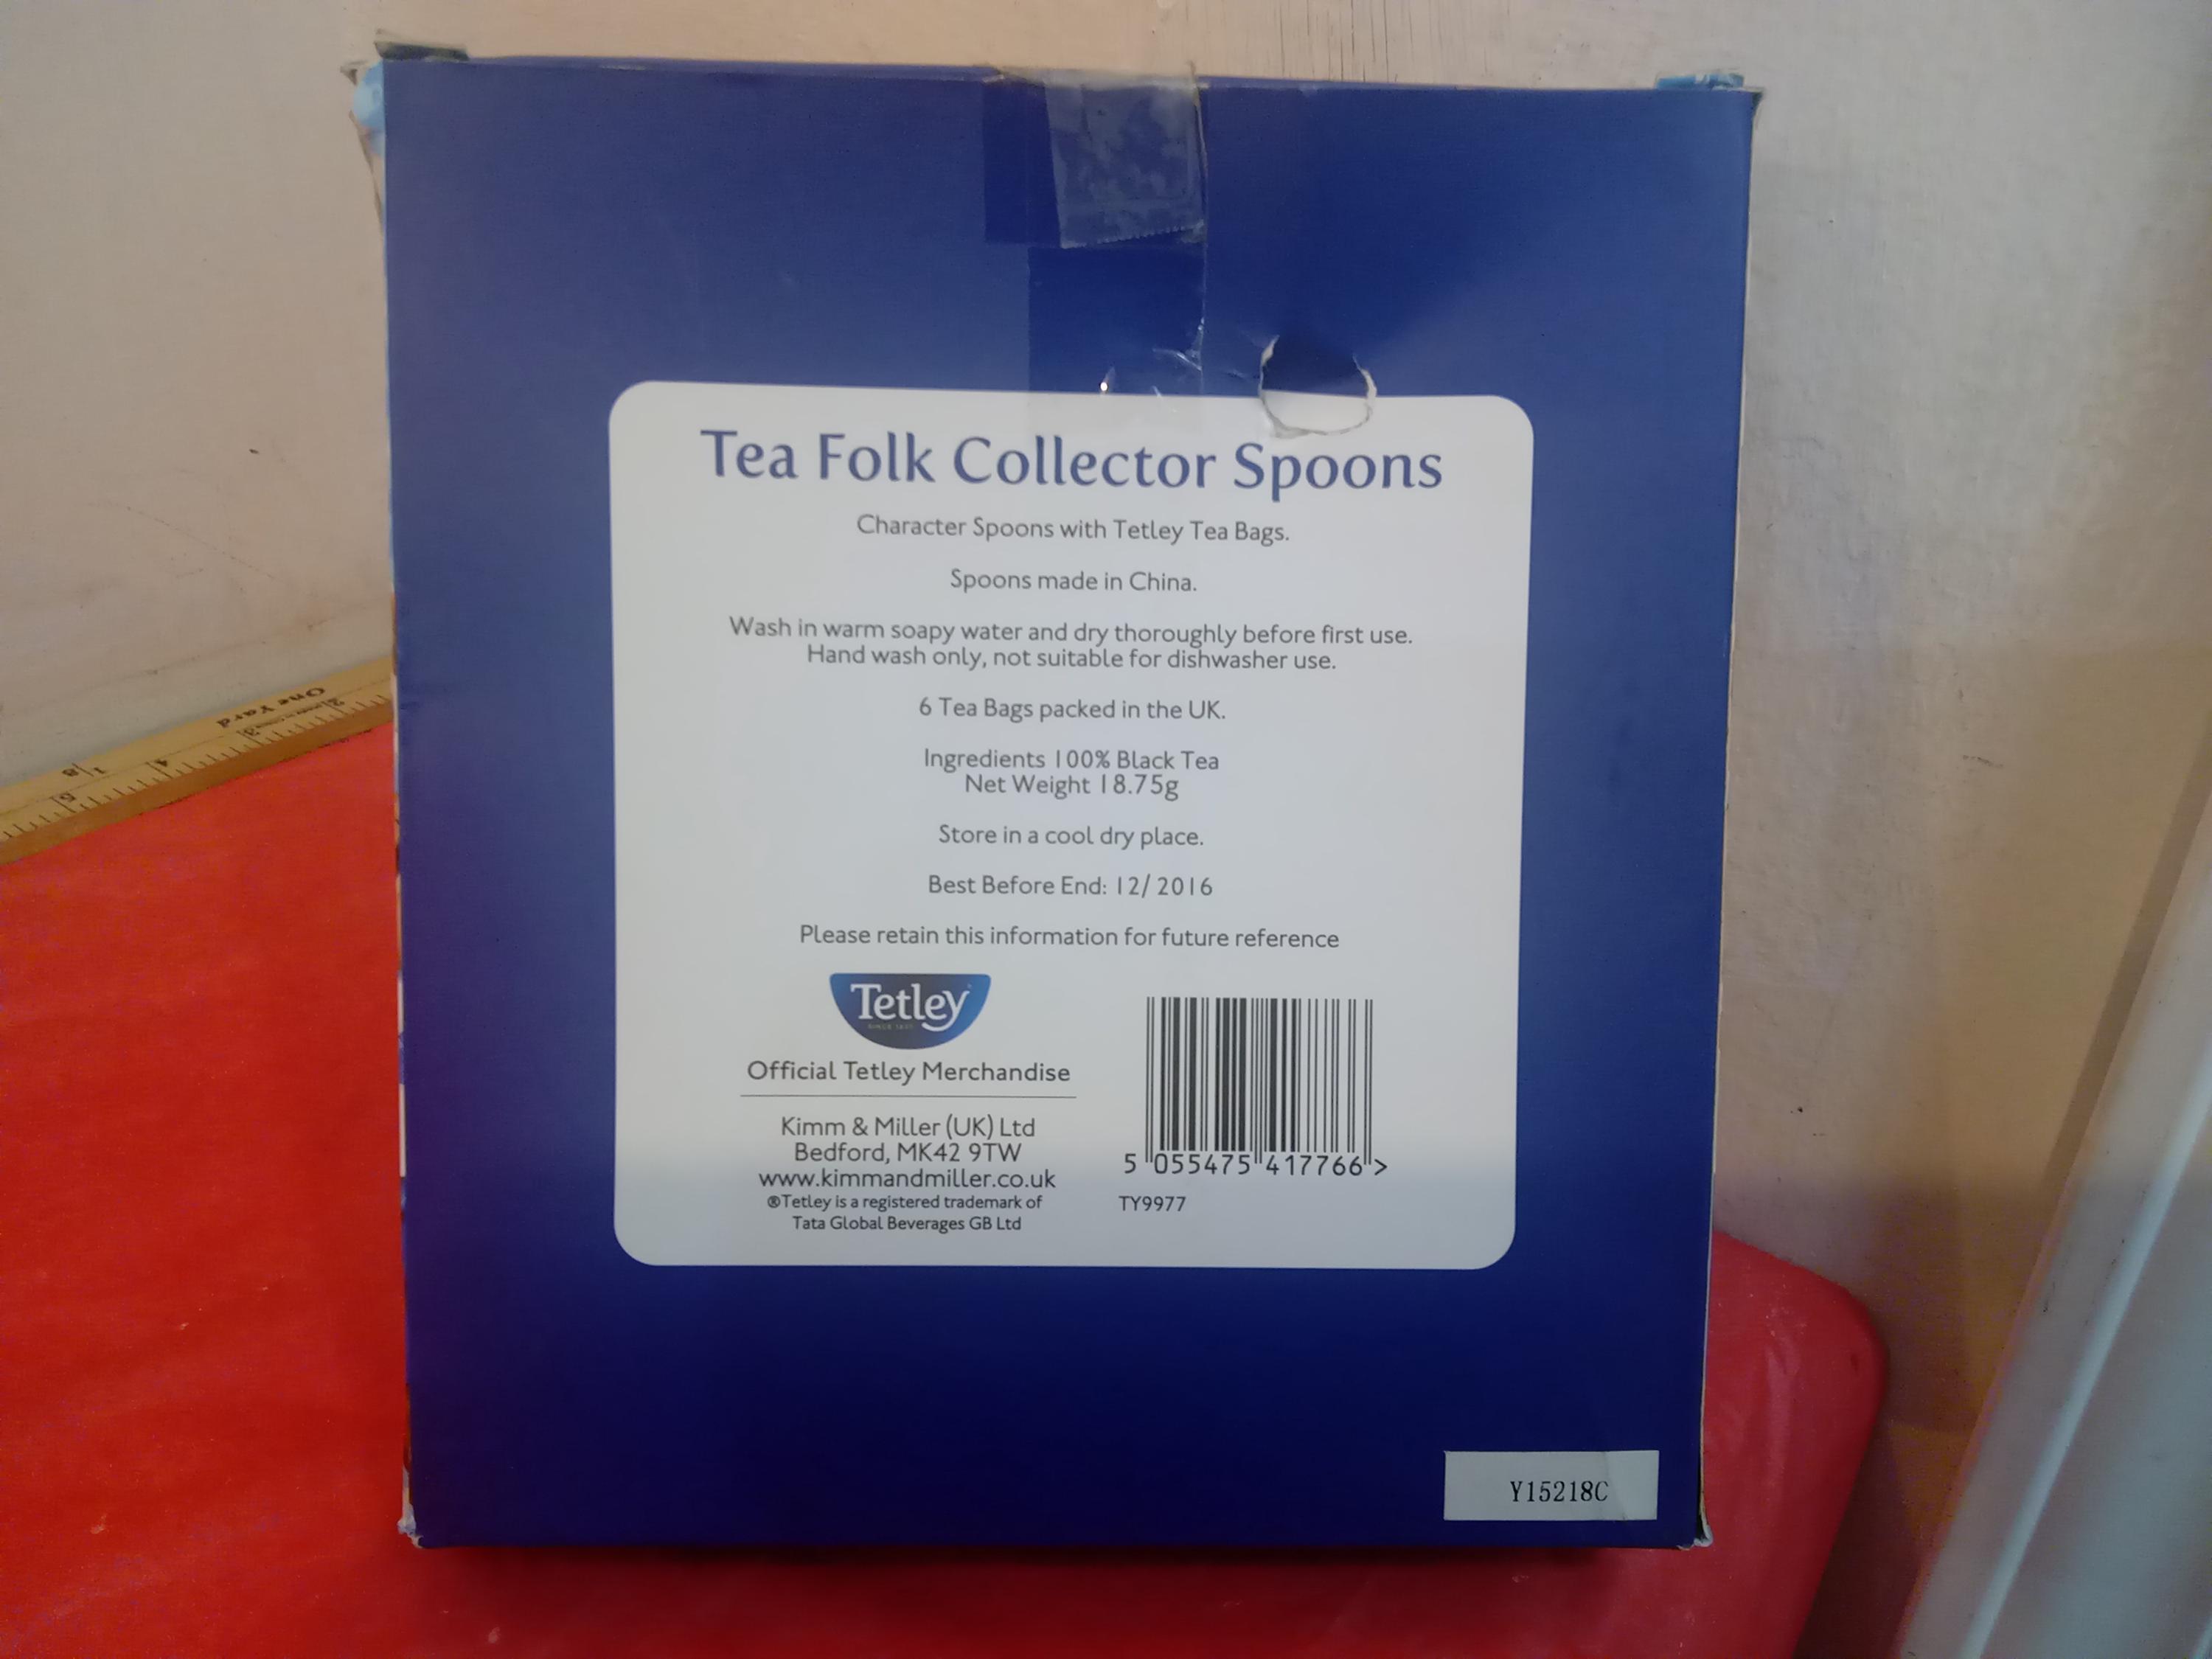 Tea Folk Collector Spoons
Character Spoons with Tetley Tea Bags.
Spoons made in China.
Wash in warm soapy water and dry thoroughly before first use.
Hand wash only, not suitable for dishwasher use.
6 Tea Bags packed in the UK.
Ingredients 100% Black Tea
Net Weight 18.75g
Store in a cool dry place.
Best Before End: 12/ 2016
Please retain this information for future reference
Tetley
Official Tetley Merchandise
Kimm & Miller (UK) Ltd
Bedford, MK42 9TW
www.kimmandmiller.co.uk
®Tetley is a registered trademark of
Tata Global Beverages GB Ltd
5 055475 417766 >
TY9977
Y15218C
One Yard
2
3
4
5